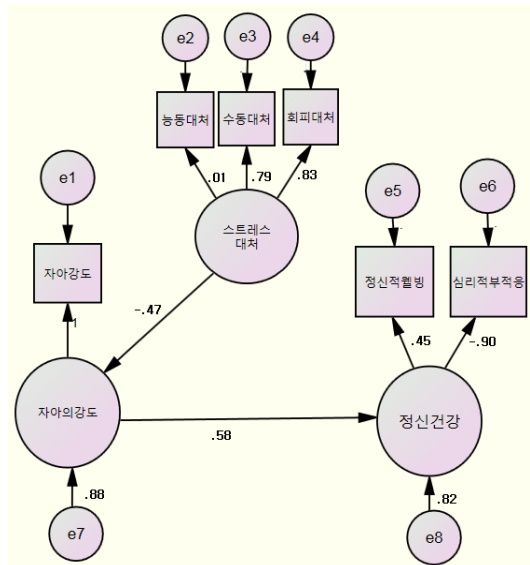 e2
e3
e4
능동대처
수동대처
회피대처
.01
.79
.83
e1
e5
e6
자아강도
스트레스
대처
정신적웰빙
심리적부적응
-.47
1
.45
-.90
자아의강도
정신건강
.58
.88
.82
e7
e8